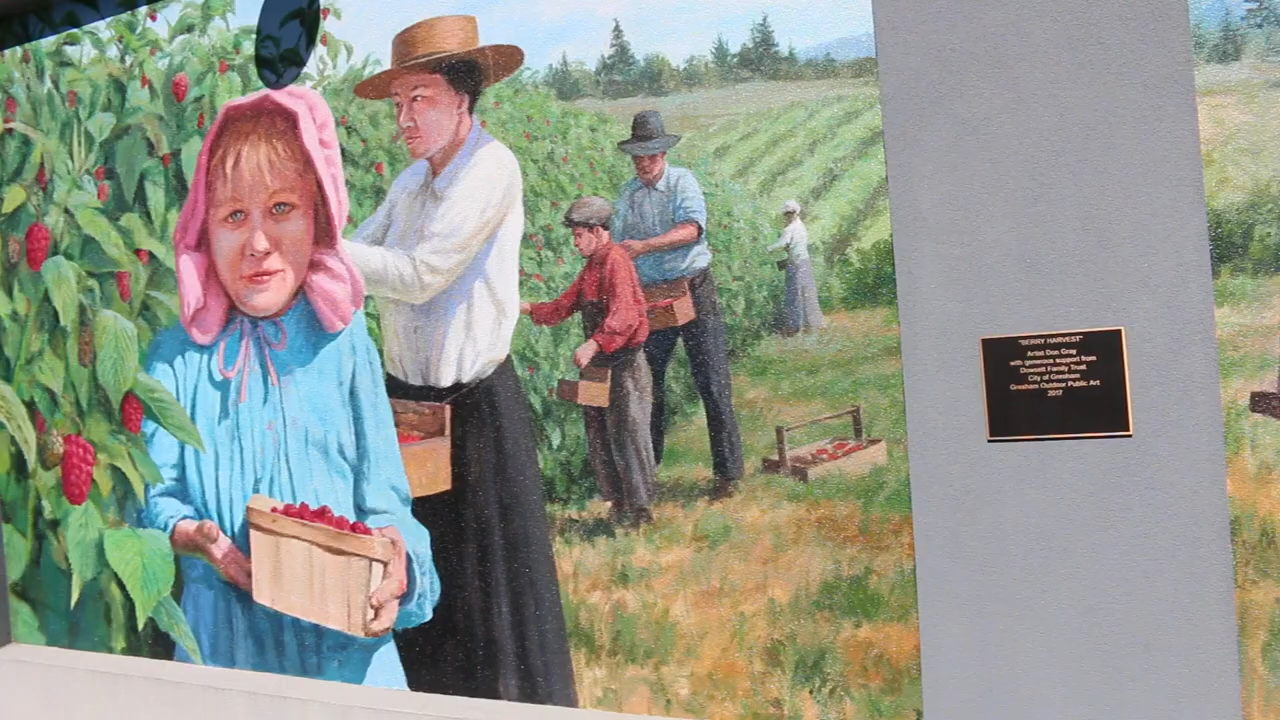 "BERRY HARVEST"
Artist Don Gray
with generous support from
Dowsett Family Trust
City of Gresham
Gresham Outdoor Public Art
2017